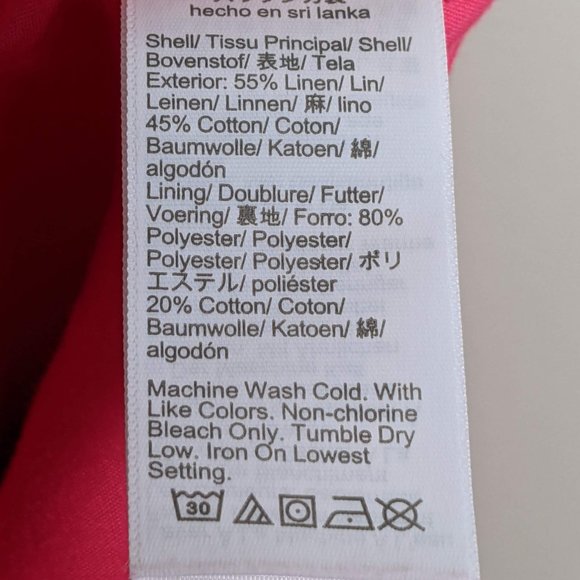 hecho en sri lanka
Shell/ Tissu Principal/ Shell/
Bovenstof/ 表地/ Tela
Exterior: 55% Linen/ Lin/
Leinen/ Linnen/ 麻/ lino
45% Cotton/ Coton/
Baumwolle/ Katoen/ 綿/
algodón
Lining/ Doublure/ Futter/
Voering/ 裏地/ Forro: 80%
Polyester/ Polyester/
Polyester/ Polyester/ ポリ
エステル/ poliéster
20% Cotton/ Coton/
Baumwolle/ Katoen/ 綿/
algodón
Machine Wash Cold. With
Like Colors. Non-chlorine
Bleach Only. Tumble Dry
Low. Iron On Lowest
Setting.
30